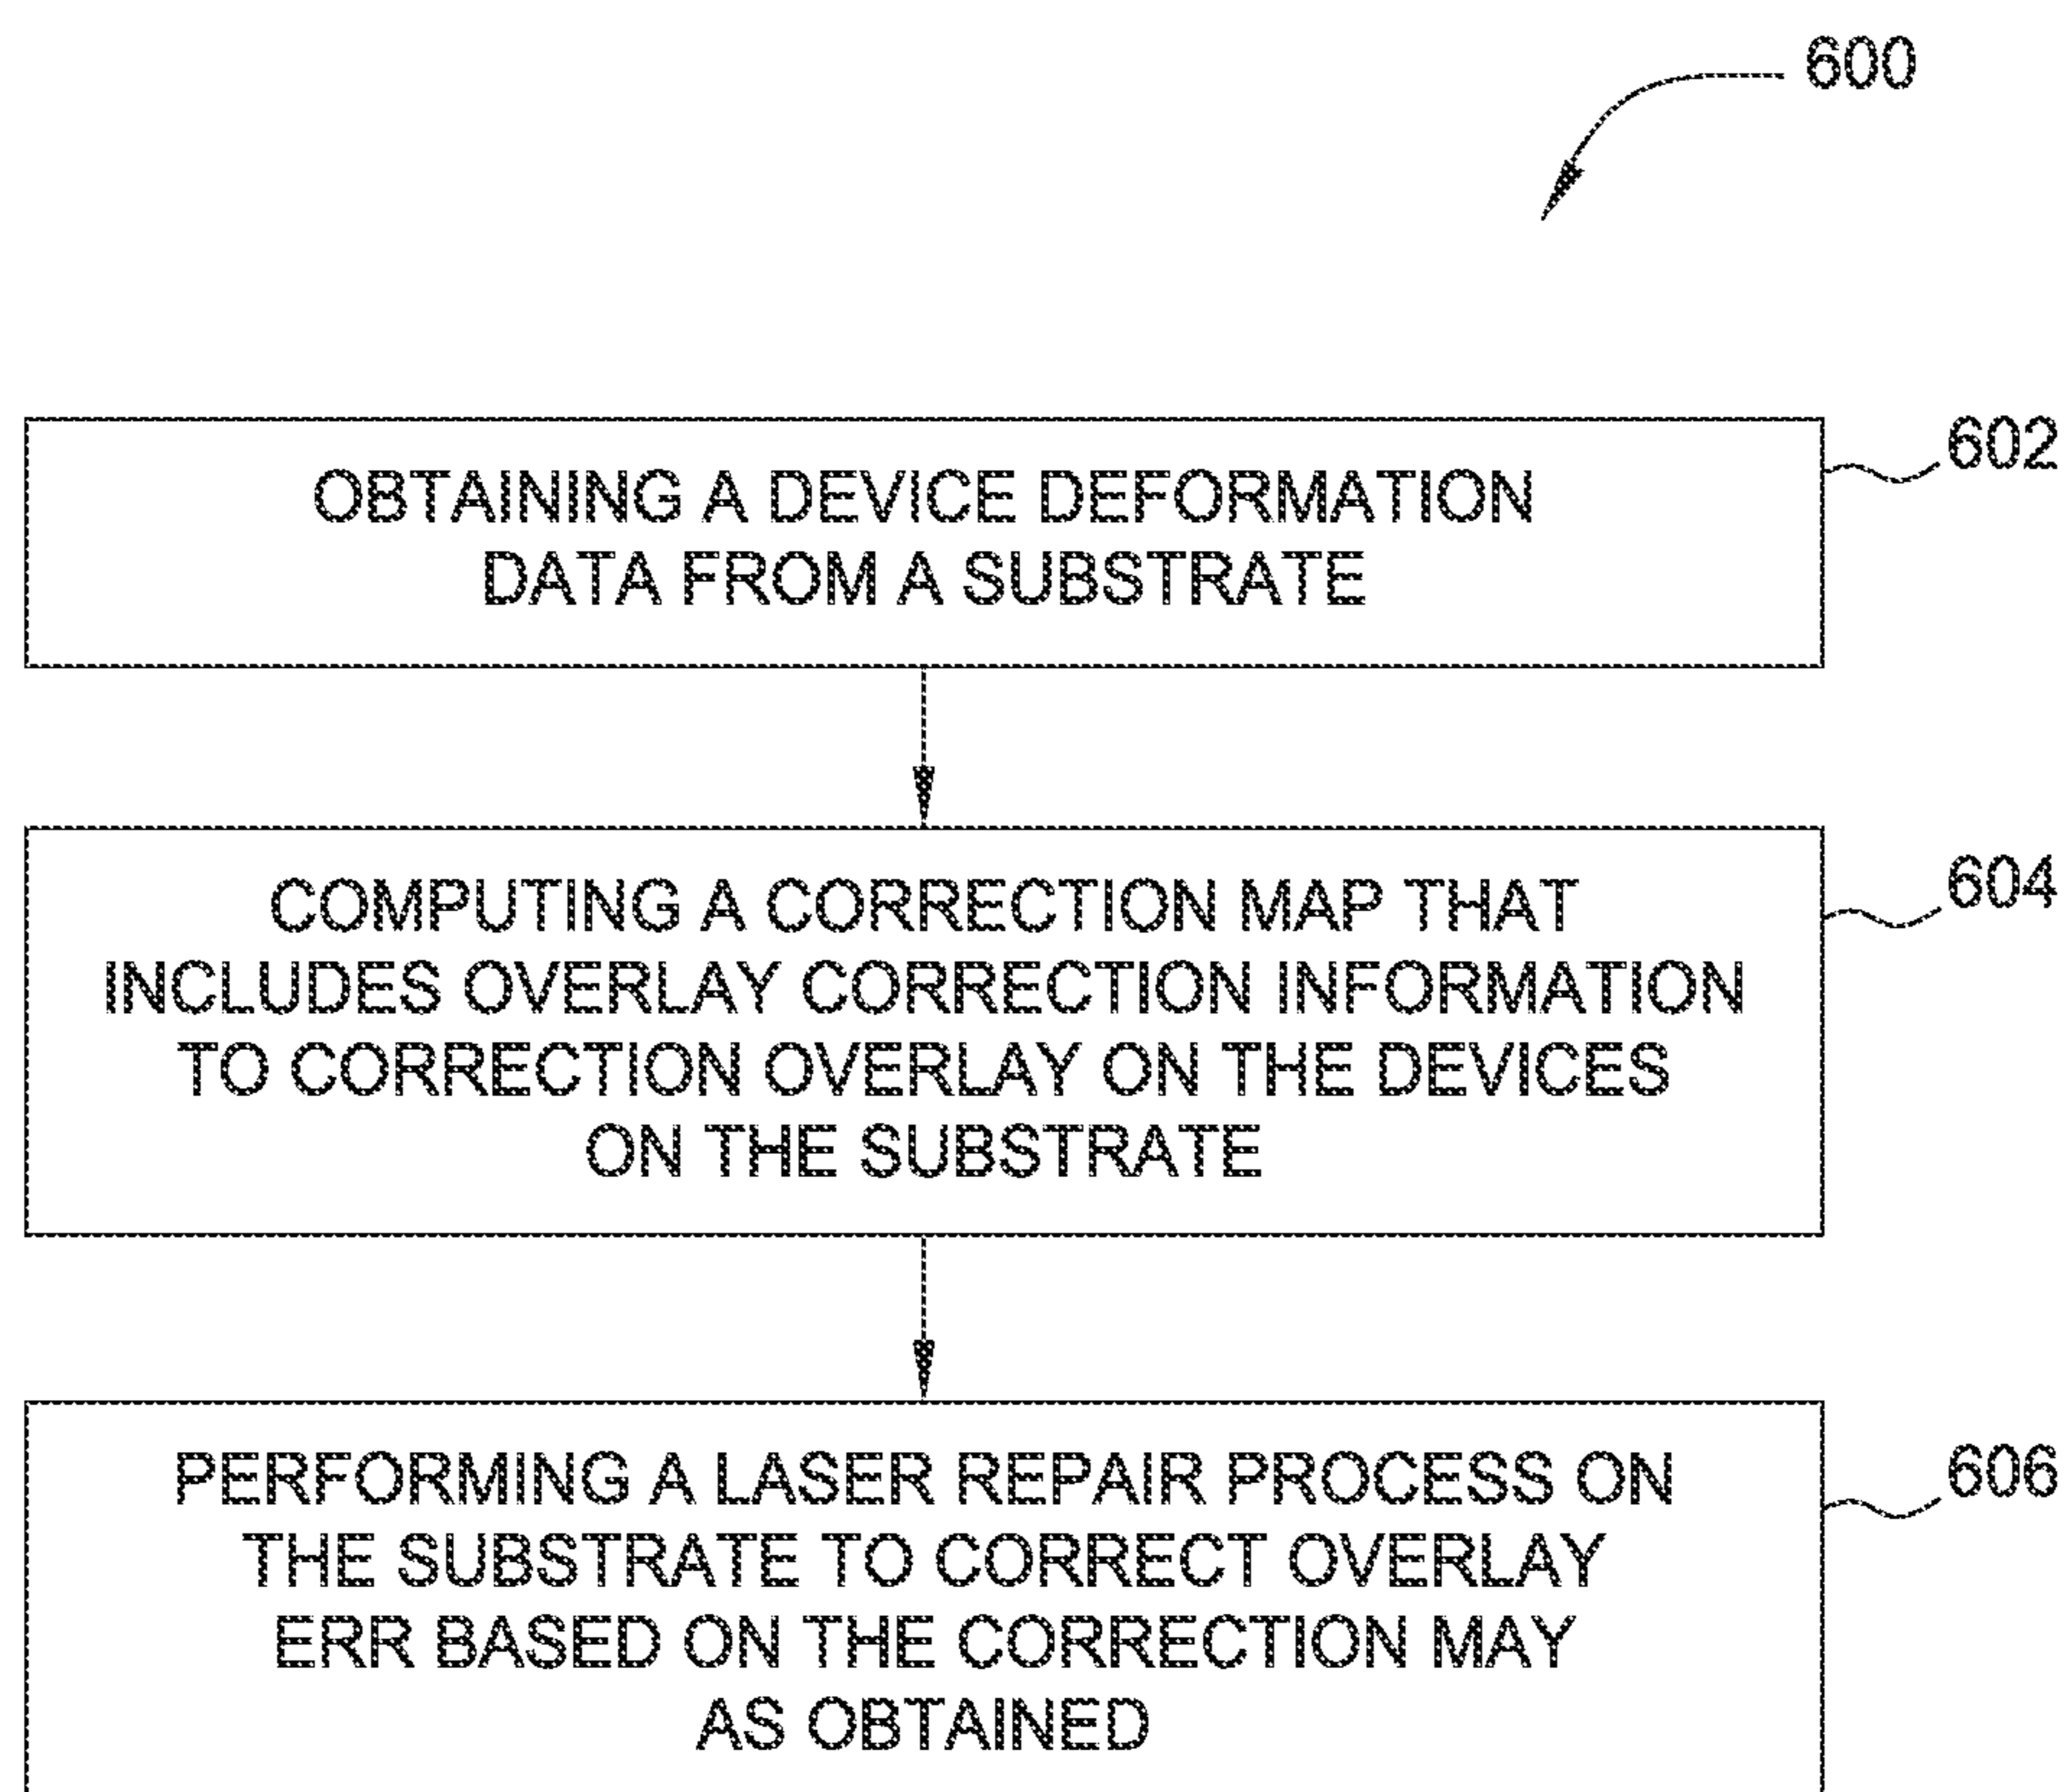 600
602
OBTAINING A DEVICE DEFORMATION
DATA FROM A SUBSTRATE
604
COMPUTING A CORRECTION MAP THAT
INCLUDES OVERLAY CORRECTION INFORMATION
TO CORRECTION OVERLAY ON THE DEVICES
ON THE SUBSTRATE
606
PERFORMING A LASER REPAIR PROCESS ON
THE SUBSTRATE TO CORRECT OVERLAY
ERR BASED ON THE CORRECTION MAY
AS OBTAINED